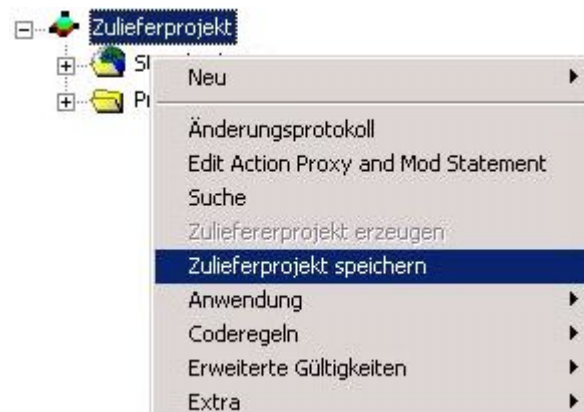 Zulieferprojekt
Neu
Änderungsprotokoll
Edit Action Proxy and Mod Statement
Suche
Zuliefererprojekt erzeugen
Zulieferprojekt speichern
Anwendung
Coderegeln
Erweiterte Gültigkeiten
Extra